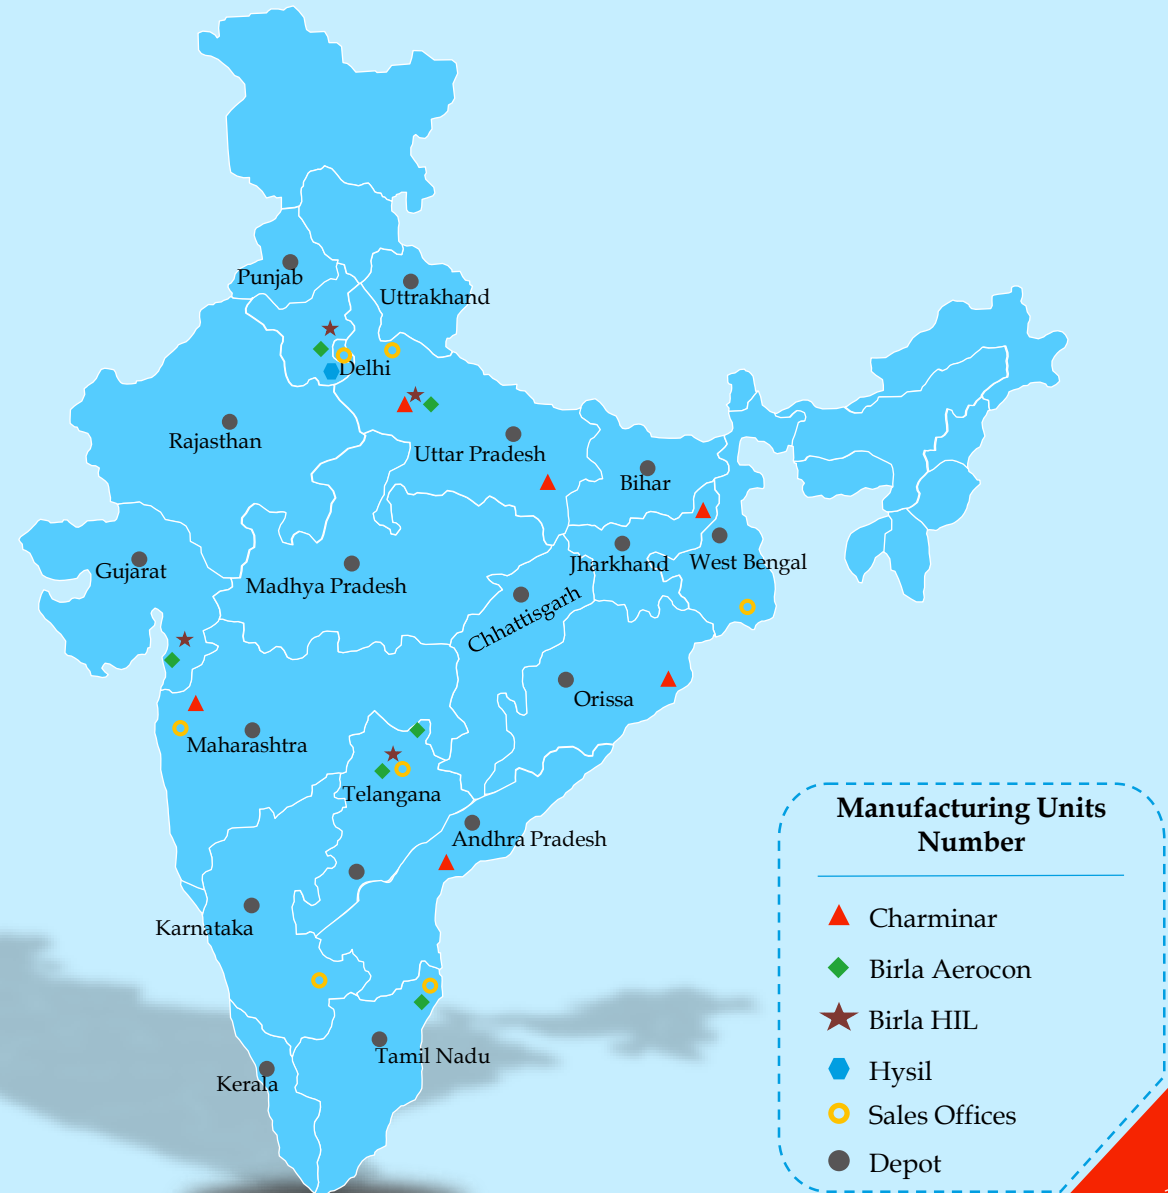 Punjab
Uttrakhand
Delhi
Rajasthan
Uttar Pradesh
Bihar
Gujarat
Madhya Pradesh
Jharkhand
West Bengal
Chhattisgarh
Orissa
Maharashtra
Telangana
Andhra Pradesh
Karnataka
Tamil Nadu
Kerala
Manufacturing Units
Number
Charminar
Birla Aerocon
Birla HIL
Hysil
Sales Offices
Depot